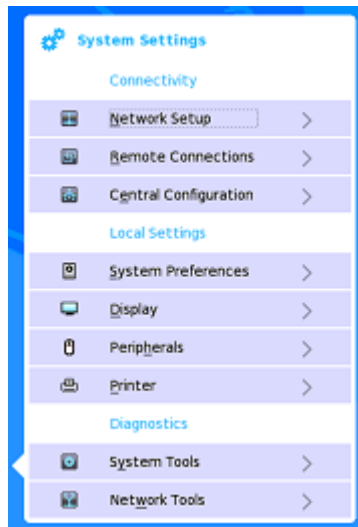 System Settings
Connectivity
Network Setup
Remote Connections
Central Configuration
Local Settings
System Preferences
Display
Peripherals
Printer
Diagnostics
System Tools
Network Tools